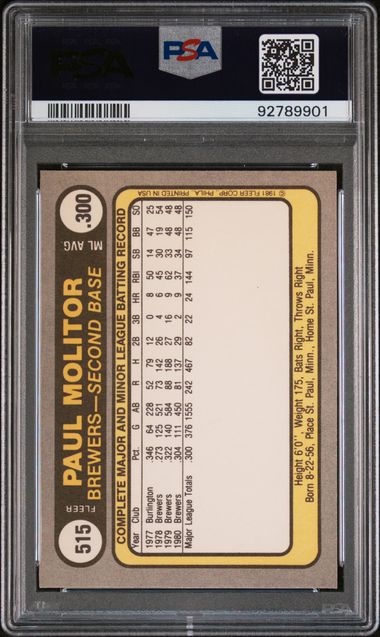 PSA
PSA
92789901
515
FLEER
PAUL MOLITOR
BREWERS—SECOND BASE
.300
ML AVG
COMPLETE MAJOR AND MINOR LEAGUE BATTING RECORD
Year Club Pct. G AB R H 2B 3B HR RBI SB BB SO
1977 Burlington .346 64 228 52 79 12 0 8 50 14 47 25
1978 Brewers .273 125 521 73 142 26 4 6 45 30 19 54
1979 Brewers .322 140 584 88 188 27 16 9 62 33 48 48
1980 Brewers .304 111 450 81 137 29 2 9 37 34 48 48
Major League Totals .300 376 1555 242 467 82 22 24 144 97 115 150
Height 6'0'', Weight 175, Bats Right, Throws Right
Born 8-22-56, Place St. Paul, Minn., Home St. Paul, Minn.
© 1981 FLEER CORP., PHILA. PRINTED IN USA